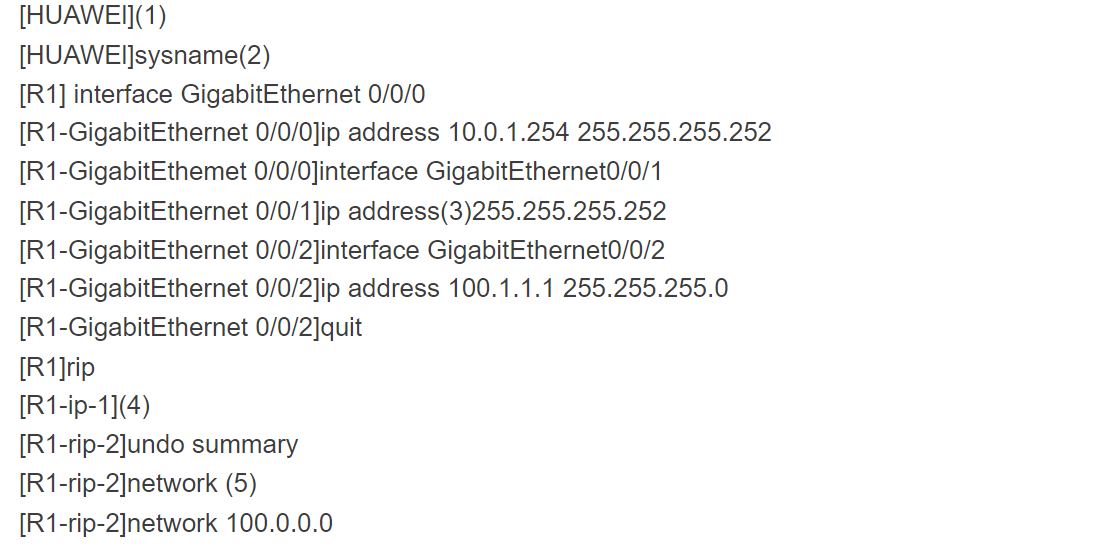 [HUAWEI](1)
[HUAWEI]sysname(2)
[R1] interface GigabitEthernet 0/0/0
[R1-GigabitEthernet 0/0/0]ip address 10.0.1.254 255.255.255.252
[R1-GigabitEthemet 0/0/0]interface GigabitEthernet0/0/1
[R1-GigabitEthernet 0/0/1]ip address(3)255.255.255.252
[R1-GigabitEthernet 0/0/2]interface GigabitEthernet0/0/2
[R1-GigabitEthernet 0/0/2]ip address 100.1.1.1 255.255.255.0
[R1-GigabitEthernet 0/0/2]quit
[R1]rip
[R1-ip-1](4)
[R1-rip-2]undo summary
[R1-rip-2]network (5)
[R1-rip-2]network 100.0.0.0